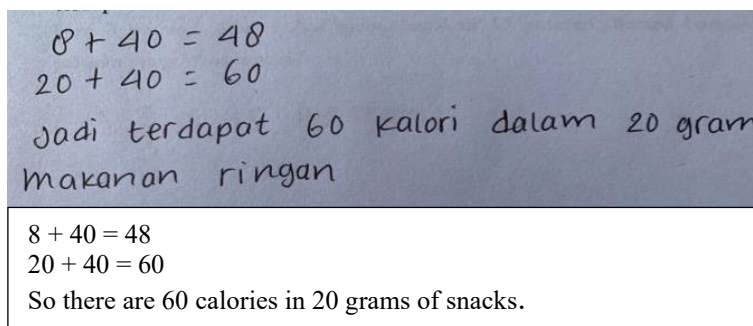 8 + 40 = 48
20 + 40 = 60
Jadi terdapat 60 kalori dalam 20 gram
makanan ringan
8 + 40 = 48
20 + 40 = 60
So there are 60 calories in 20 grams of snacks.